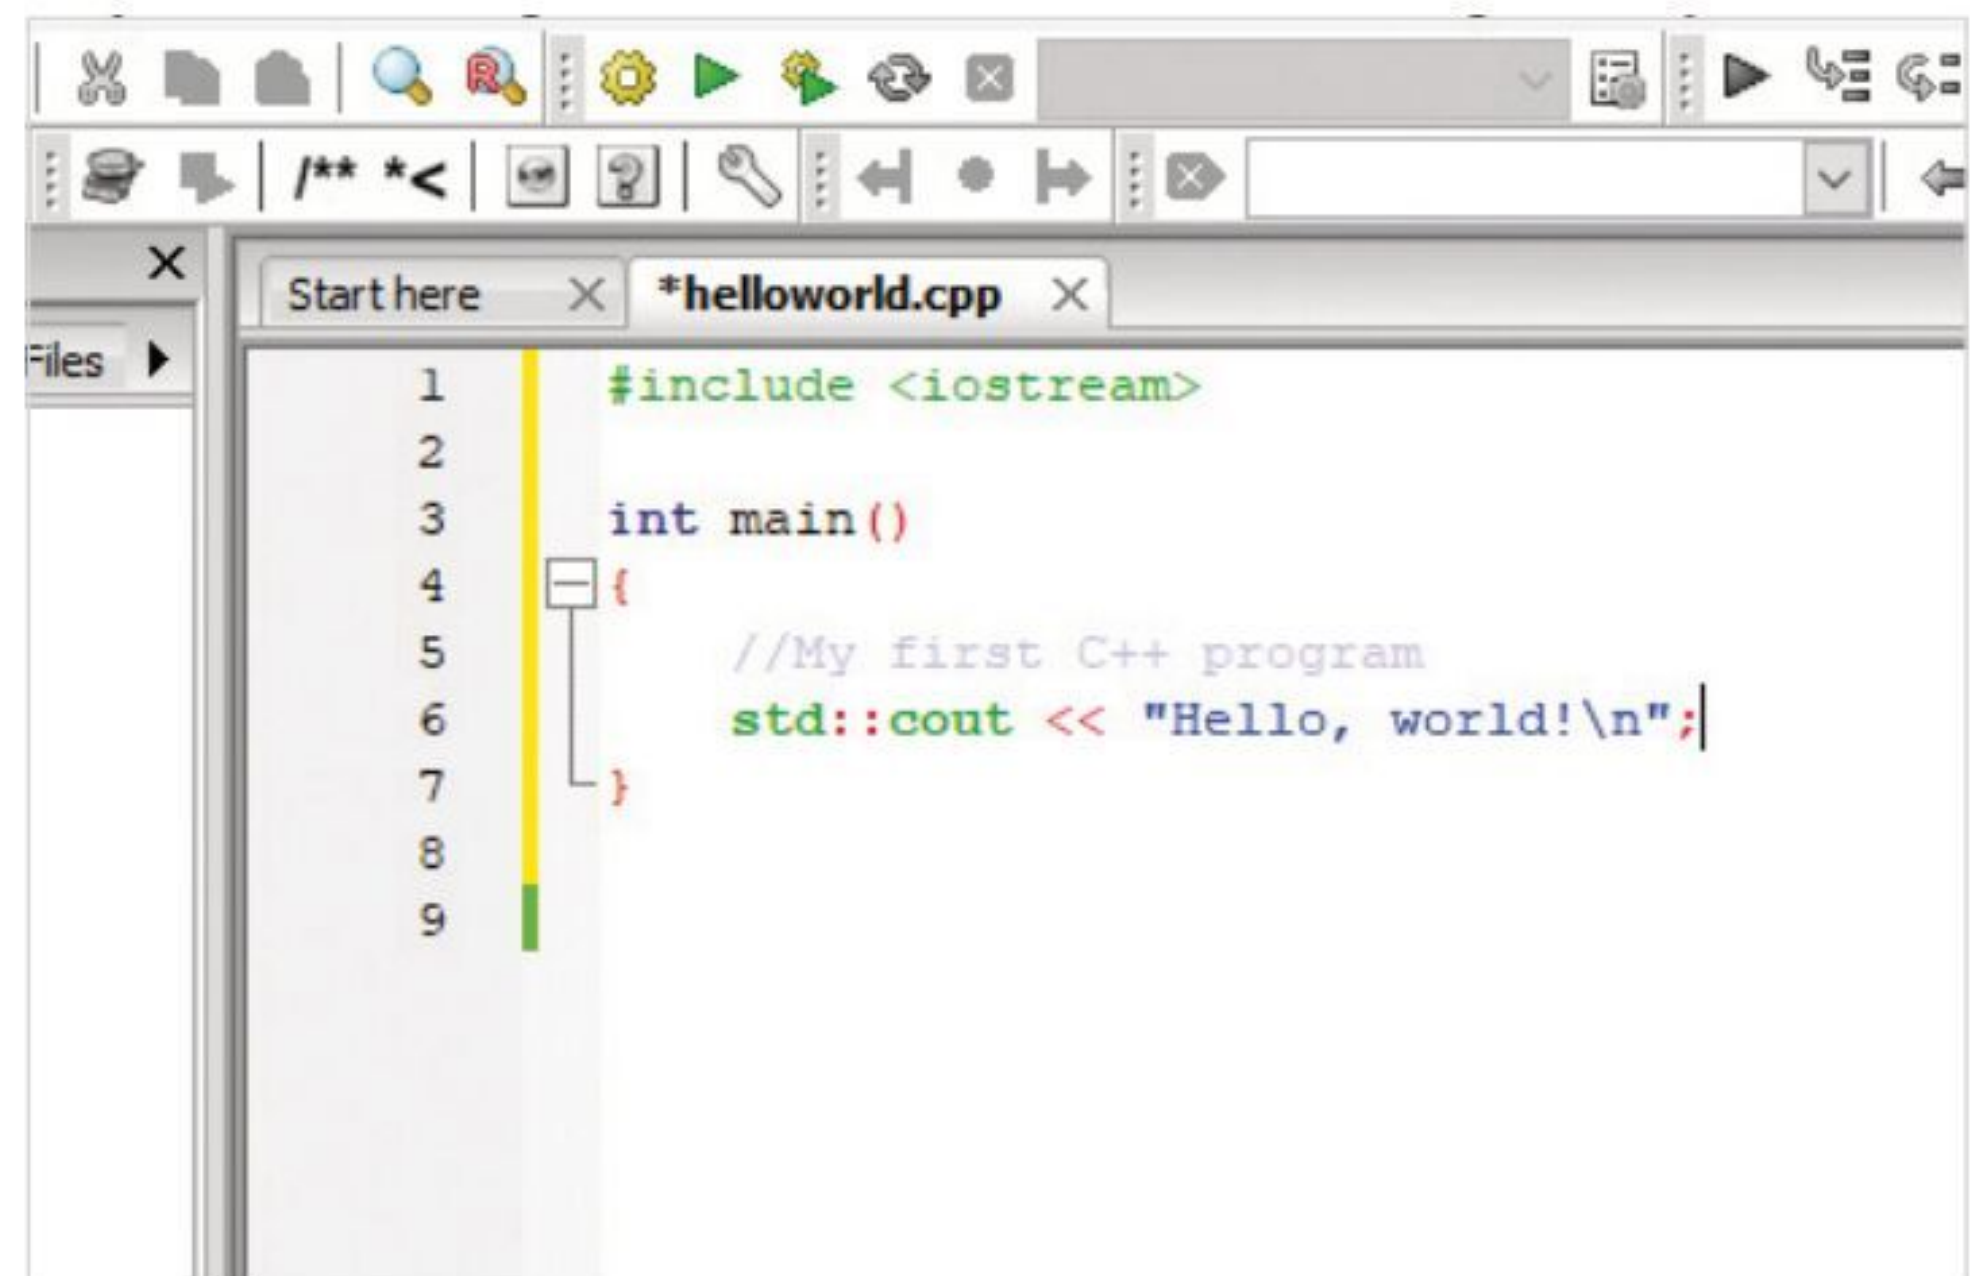 /** *<
Start here *helloworld.cpp
Files
1 #include <iostream>
2
3 int main()
4 {
5 //My first C++ program
6 std::cout << "Hello, world!\n";
7 }
8
9